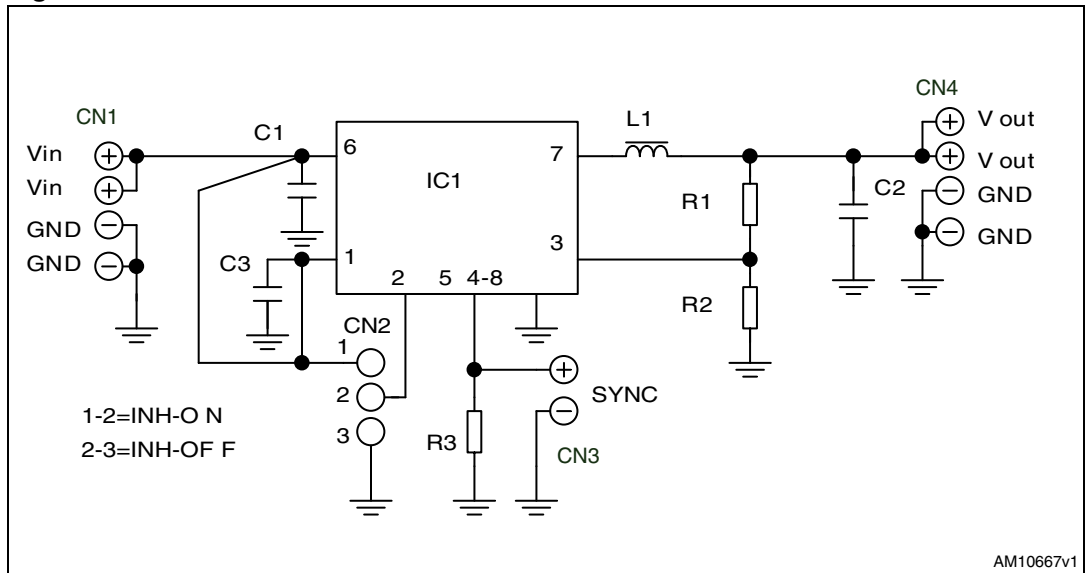 CN1
CN4
Vin
C1
6
7
L1
V out
Vin
IC1
V out
GND
R1
C2
GND
GND
C3
1
3
GND
2
5
4-8
R2
CN2
1
2
SYNC
1-2=INH-O N
3
R3
CN3
2-3=INH-OF F
AM10667v1